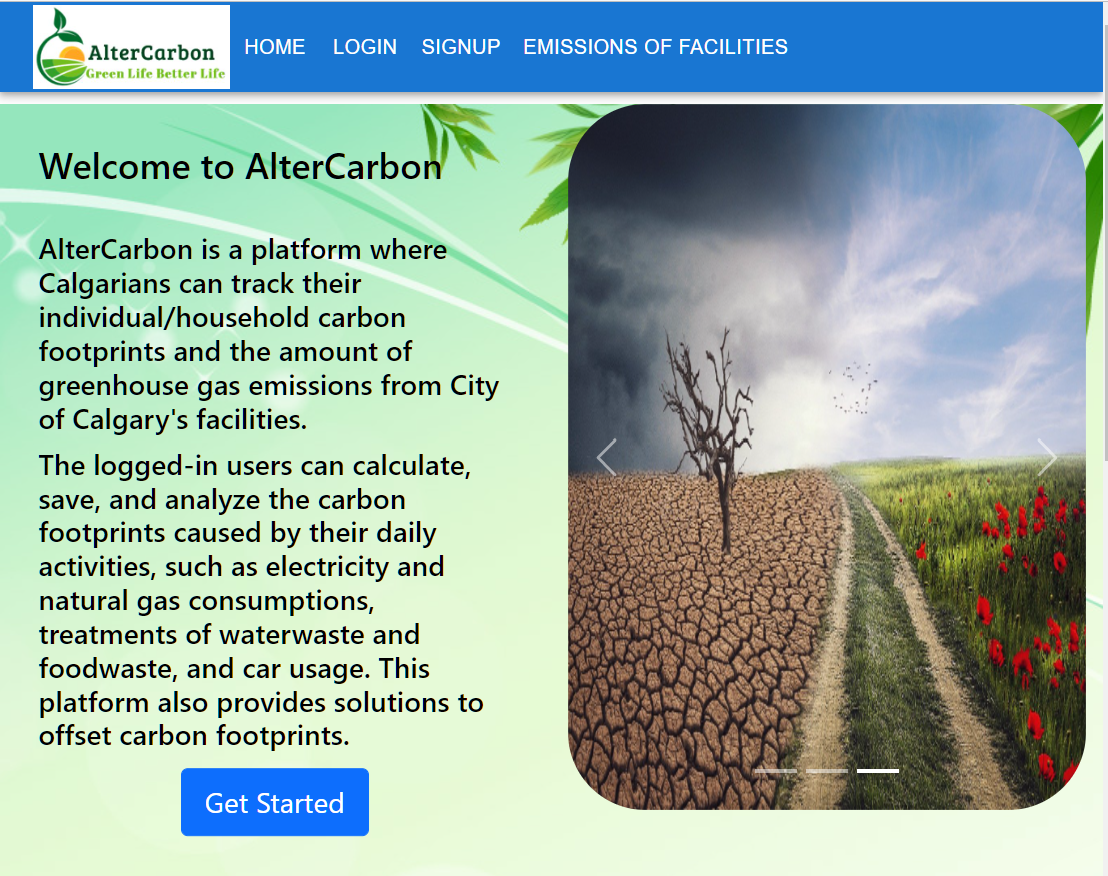 AlterCarbon
Green Life Better Life
HOME LOGIN SIGNUP EMISSIONS OF FACILITIES
Welcome to AlterCarbon
AlterCarbon is a platform where
Calgarians can track their
individual/household carbon
footprints and the amount of
greenhouse gas emissions from City
of Calgary's facilities.
The logged-in users can calculate,
save, and analyze the carbon
footprints caused by their daily
activities, such as electricity and
natural gas consumptions,
treatments of waterwaste and
foodwaste, and car usage. This
platform also provides solutions to
offset carbon footprints.
Get Started